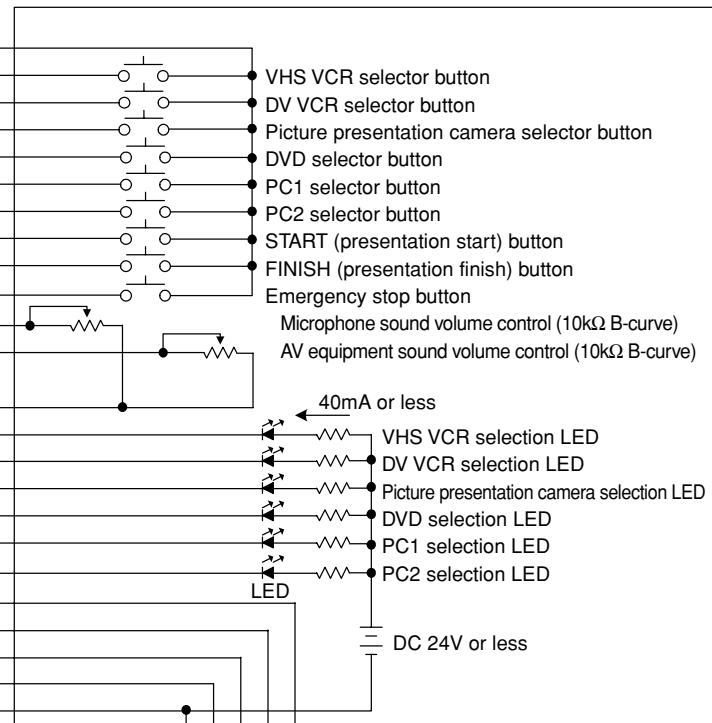 VHS VCR selector button
DV VCR selector button
Picture presentation camera selector button
DVD selector button
PC1 selector button
PC2 selector button
START (presentation start) button
FINISH (presentation finish) button
Emergency stop button
Microphone sound volume control (10kΩ B-curve)
AV equipment sound volume control (10kΩ B-curve)
40mA or less
VHS VCR selection LED
DV VCR selection LED
Picture presentation camera selection LED
DVD selection LED
PC1 selection LED
PC2 selection LED
LED
DC 24V or less